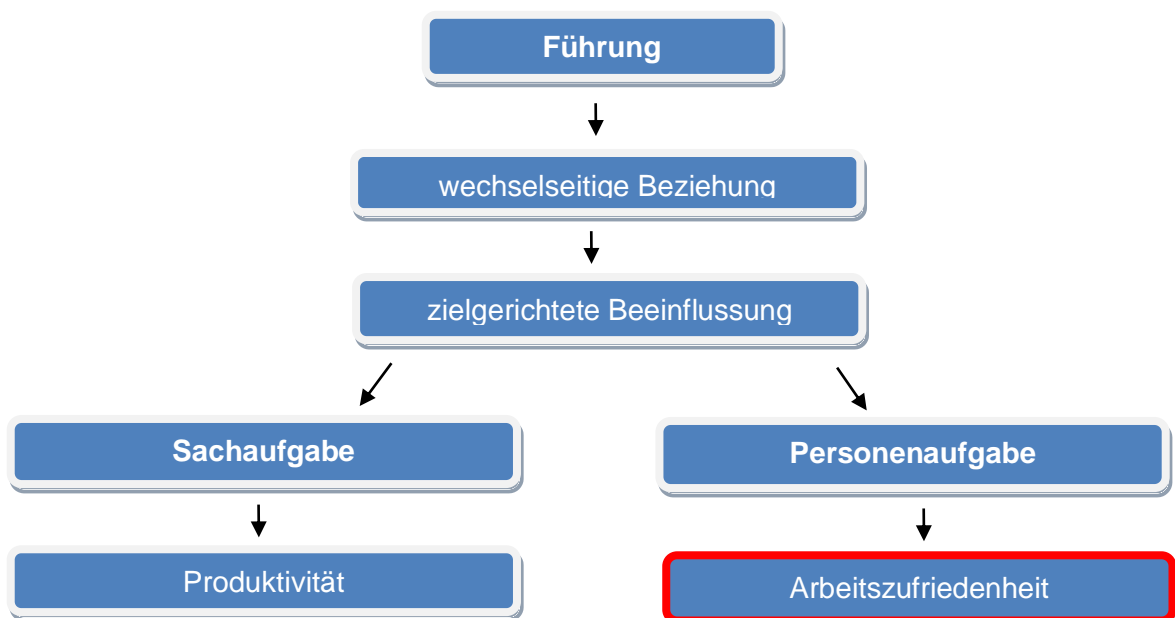 Führung
wechselseitige Beziehung
zielgerichtete Beeinflussung
Sachaufgabe
Personenaufgabe
Produktivität
Arbeitszufriedenheit